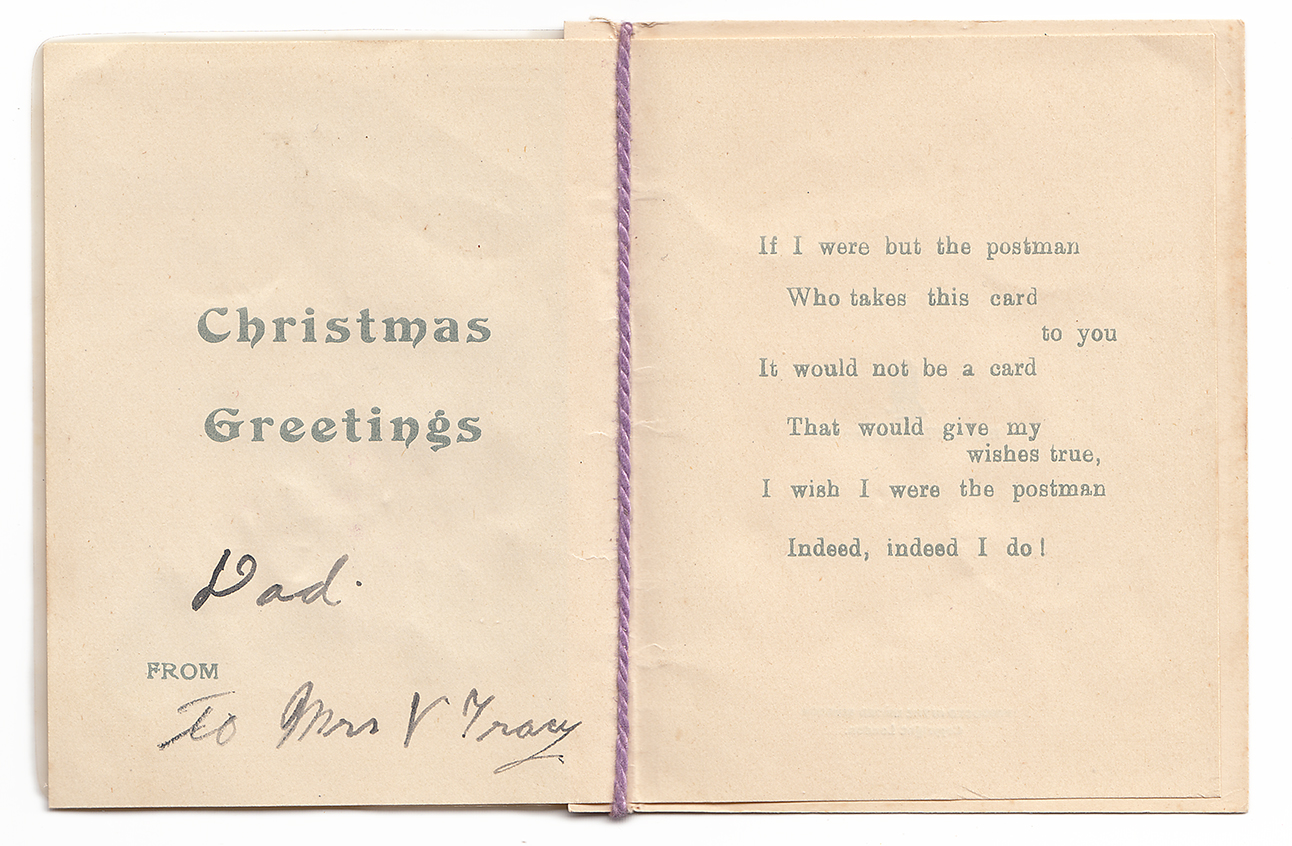 Christmas
Greetings
Dad.
FROM
To Mrs V Tracy
If I were but the postman
Who takes this card
to you
It would not be a card
That would give my
wishes true,
I wish I were the postman
Indeed, indeed I do!